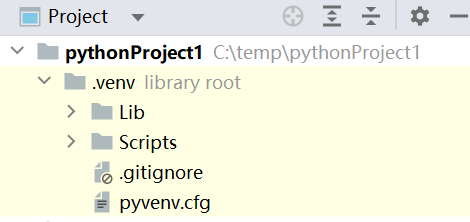 Project
pythonProject1 C:\temp\pythonProject1
.venv library root
Lib
Scripts
.gitignore
pyvenv.cfg